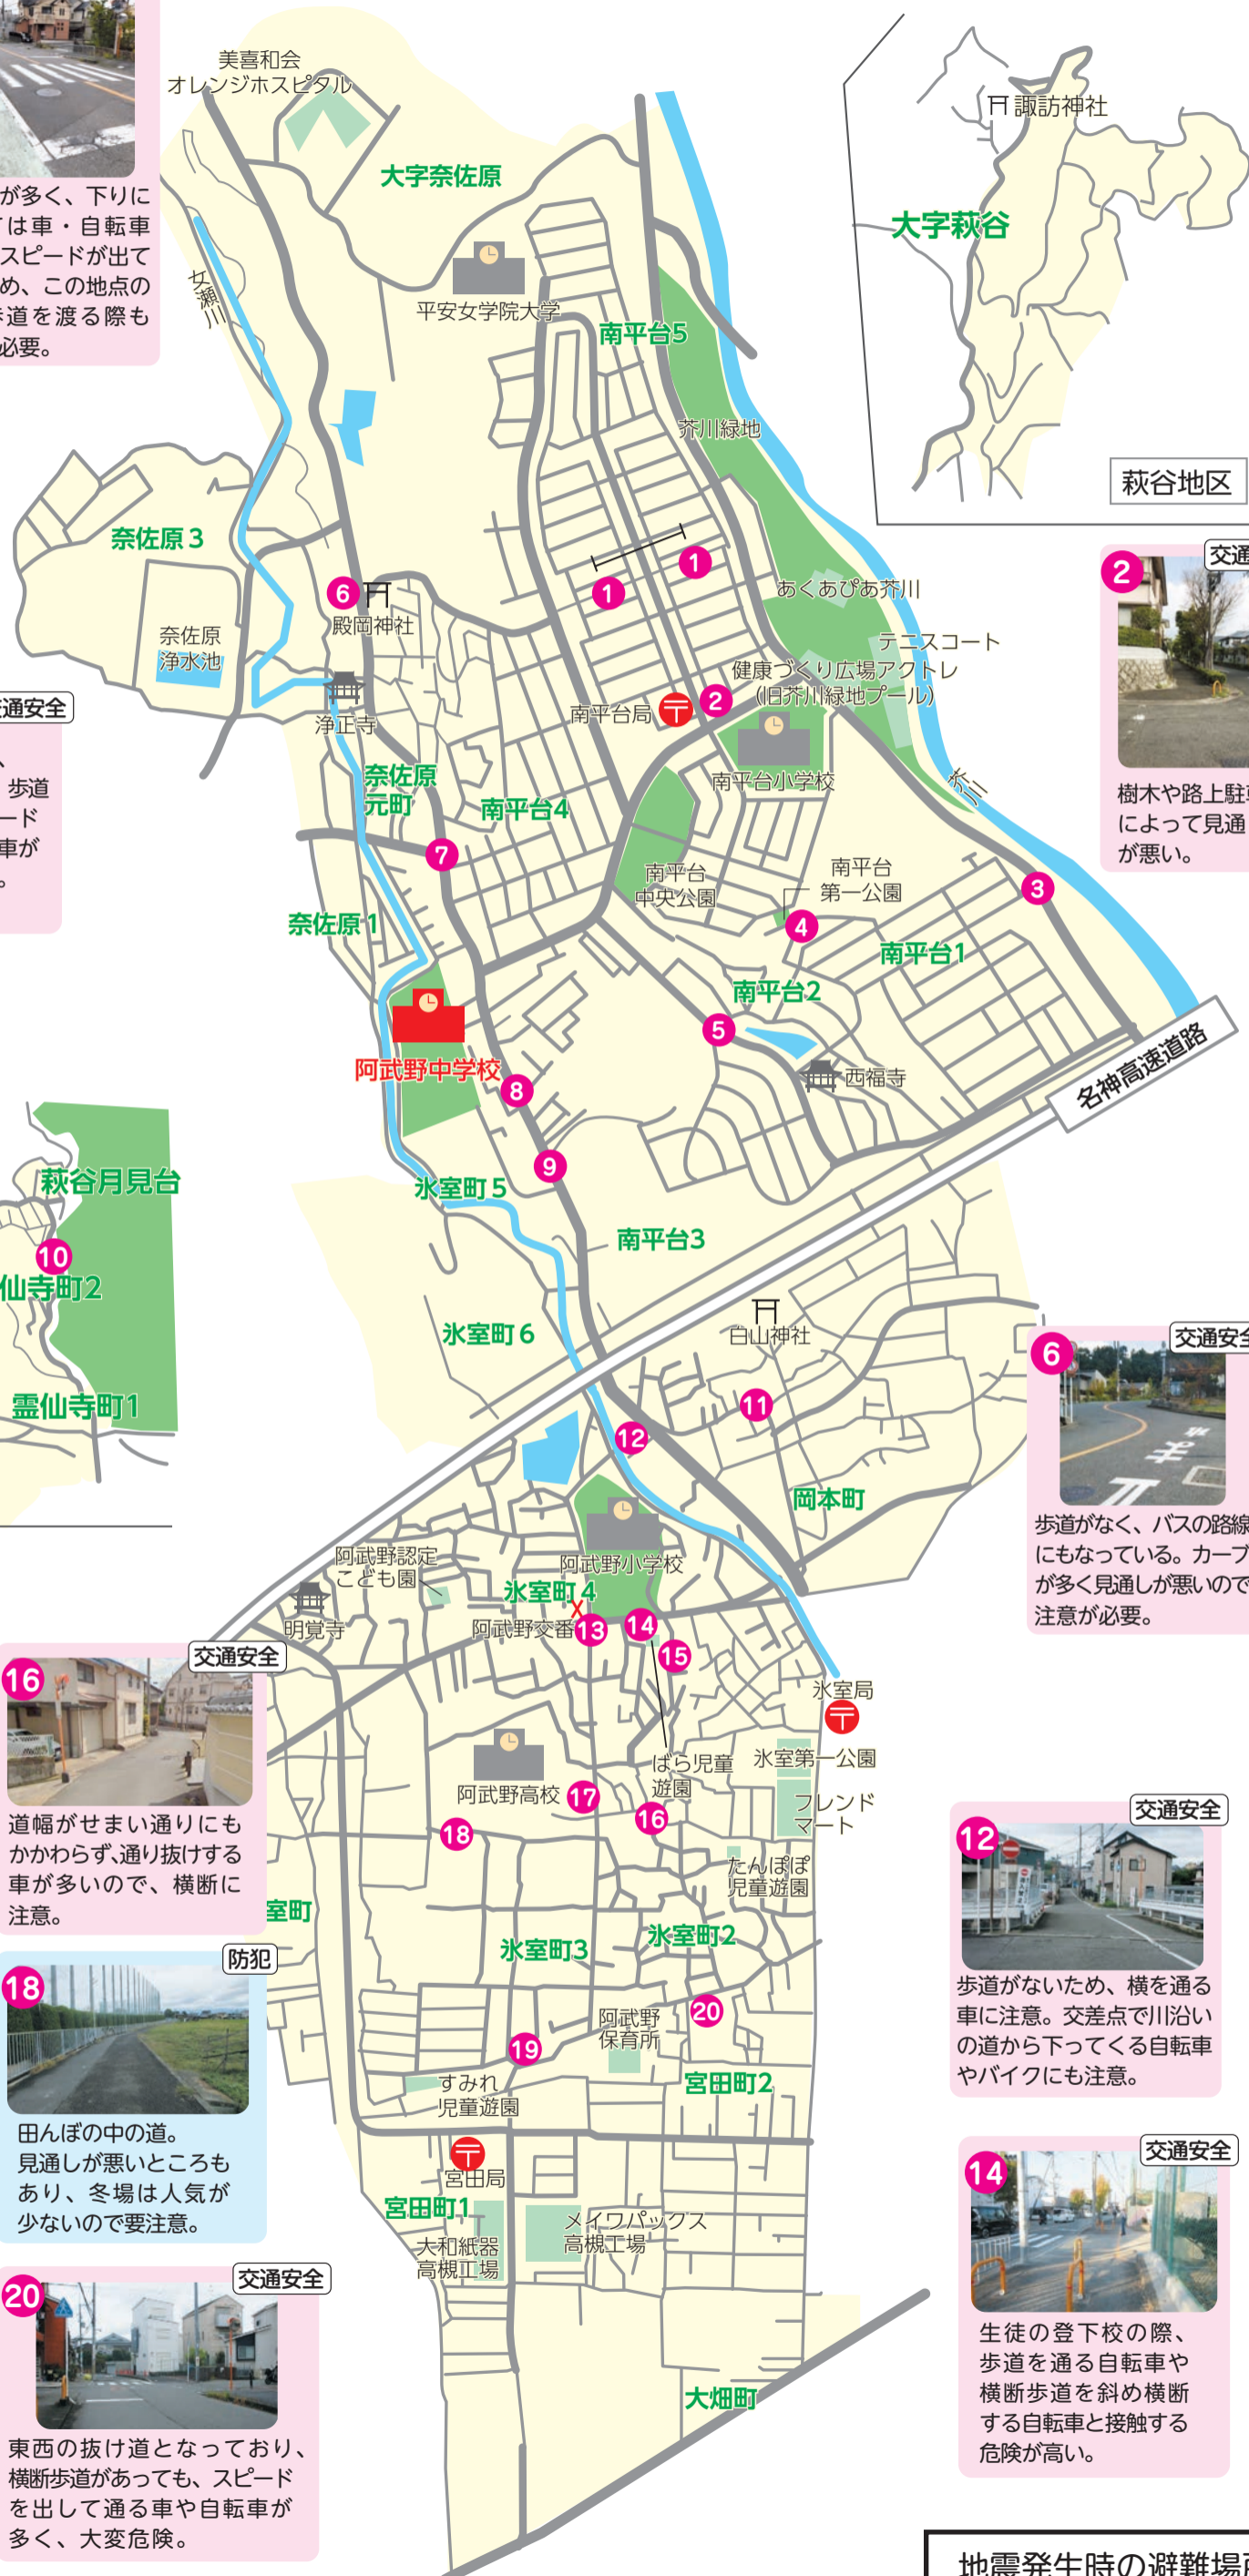 が多く、下りに
は車・自転車
スピードが出て
め、この地点の
歩道を渡る際も
必要。
美喜和会
オレンジホスピタル
大字奈佐原
女瀬川
平安女学院大学
南平台5
芥川緑地
諏訪神社
大字萩谷
萩谷地区
奈佐原3
奈佐原
浄水池
6
殿岡神社
浄正寺
1
1
あくあぴあ芥川
テニスコート
健康づくり広場アクトレ
(旧芥川緑地プール)
南平台局
2
南平台小学校
芥川
交通
2
樹木や路上駐
によって見通
が悪い。
通安全
、
歩道
ード
車が
。
奈佐原
元町
南平台4
7
奈佐原1
南平台
中央公園
南平台
第一公園
4
3
南平台1
南平台2
5
西福寺
名神高速道路
阿武野中学校
8
9
氷室町5
南平台3
氷室町6
萩谷月見台
10
仙寺町2
霊仙寺町1
白山神社
11
12
岡本町
6
交通安全
歩道がなく、バスの路線
にもなっている。カーブ
が多く見通しが悪いので
注意が必要。
阿武野小学校
阿武野認定
こども園
氷室町4
明覚寺
阿武野交番
13
14
15
氷室局
ばら児童
遊園
氷室第一公園
フレンド
マート
阿武野高校
17
16
18
たんぽぽ
児童遊園
室町
氷室町3
氷室町2
阿武野
保育所
20
19
すみれ
児童遊園
宮田町2
宮田局
宮田町1
大和紙器
高槻工場
メイワパックス
高槻工場
大畑町
16
交通安全
道幅がせまい通りにも
かかわらず、通り抜けする
車が多いので、横断に
注意。
18
防犯
田んぼの中の道。
見通しが悪いところも
あり、冬場は人気が
少ないので要注意。
20
交通安全
東西の抜け道となっており、
横断歩道があっても、スピード
を出して通る車や自転車が
多く、大変危険。
12
交通安全
歩道がないため、横を通る
車に注意。交差点で川沿い
の道から下ってくる自転車
やバイクにも注意。
14
交通安全
生徒の登下校の際、
歩道を通る自転車や
横断歩道を斜め横断
する自転車と接触する
危険が高い。
地震発生時の避難場所